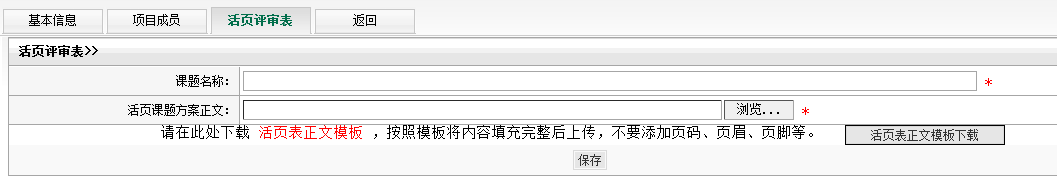 基本信息 项目成员 活页评审表 返回
活页评审表>>
课题名称： *
活页课题方案正文： 浏览... *
请在此处下载 活页表正文模板 ，按照模板将内容填充完整后上传，不要添加页码、页眉、页脚等。 活页表正文模板下载
保存